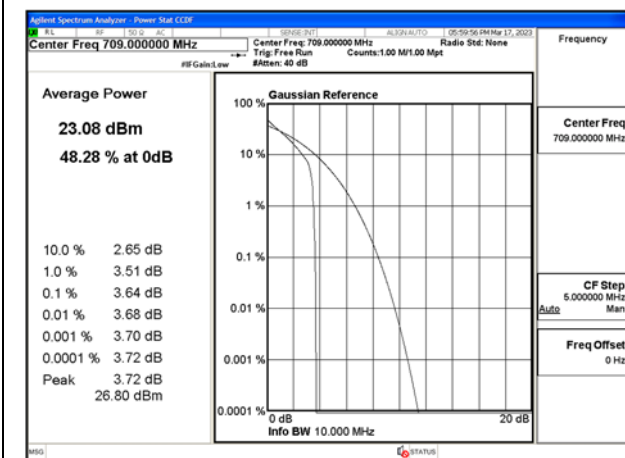 Agilent Spectrum Analyzer - Power Stat CCDF
RL RF 50 Ω AC SENSE:INT ALIGNAUTO 05:59:56 PM Mar 17, 2023
Center Freq 709.000000 MHz
Center Freq: 709.000000 MHz Radio Std: None
Trig: Free Run Counts:1.00 M/1.00 Mpt
#IFGain:Low #Atten: 40 dB
Frequency
Average Power
23.08 dBm
48.28 % at 0dB
10.0 % 2.65 dB
1.0 % 3.51 dB
0.1 % 3.64 dB
0.01 % 3.68 dB
0.001 % 3.70 dB
0.0001 % 3.72 dB
Peak 3.72 dB
26.80 dBm
Gaussian Reference
100 %
10 %
1 %
0.1 %
0.01 %
0.001 %
0.0001 %
0 dB 20 dB
Info BW 10.000 MHz
Center Freq
709.000000 MHz
CF Step
5.000000 MHz
Auto Man
Freq Offset
0 Hz
MSG STATUS